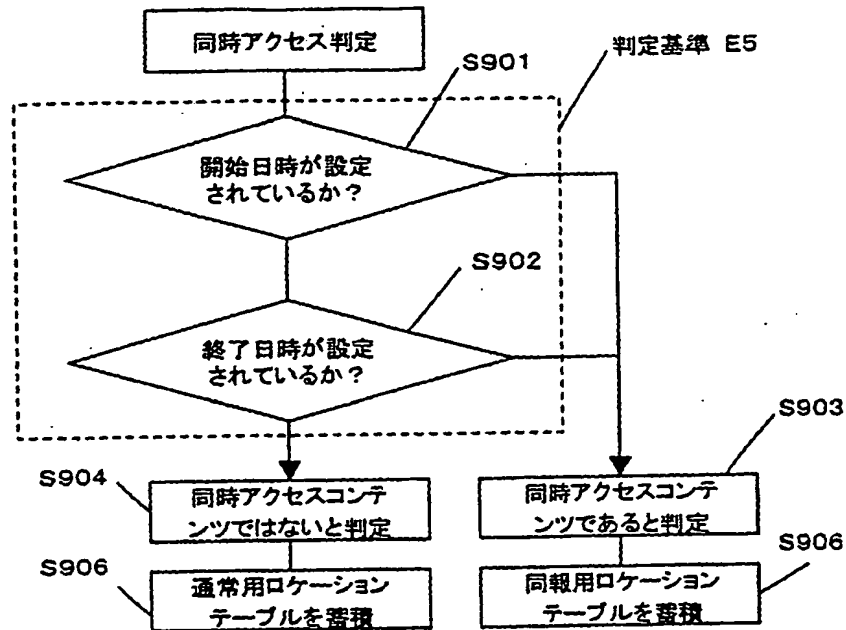 同時アクセス判定
S901
判定基準 E5
開始日時が設定
されているか？
S902
終了日時が設定
されているか？
S903
S904
同時アクセスコンテ
ンツではないと判定
同時アクセスコンテ
ンツであると判定
S906
S906
通常用ロケーション
テーブルを蓄積
同報用ロケーション
テーブルを蓄積